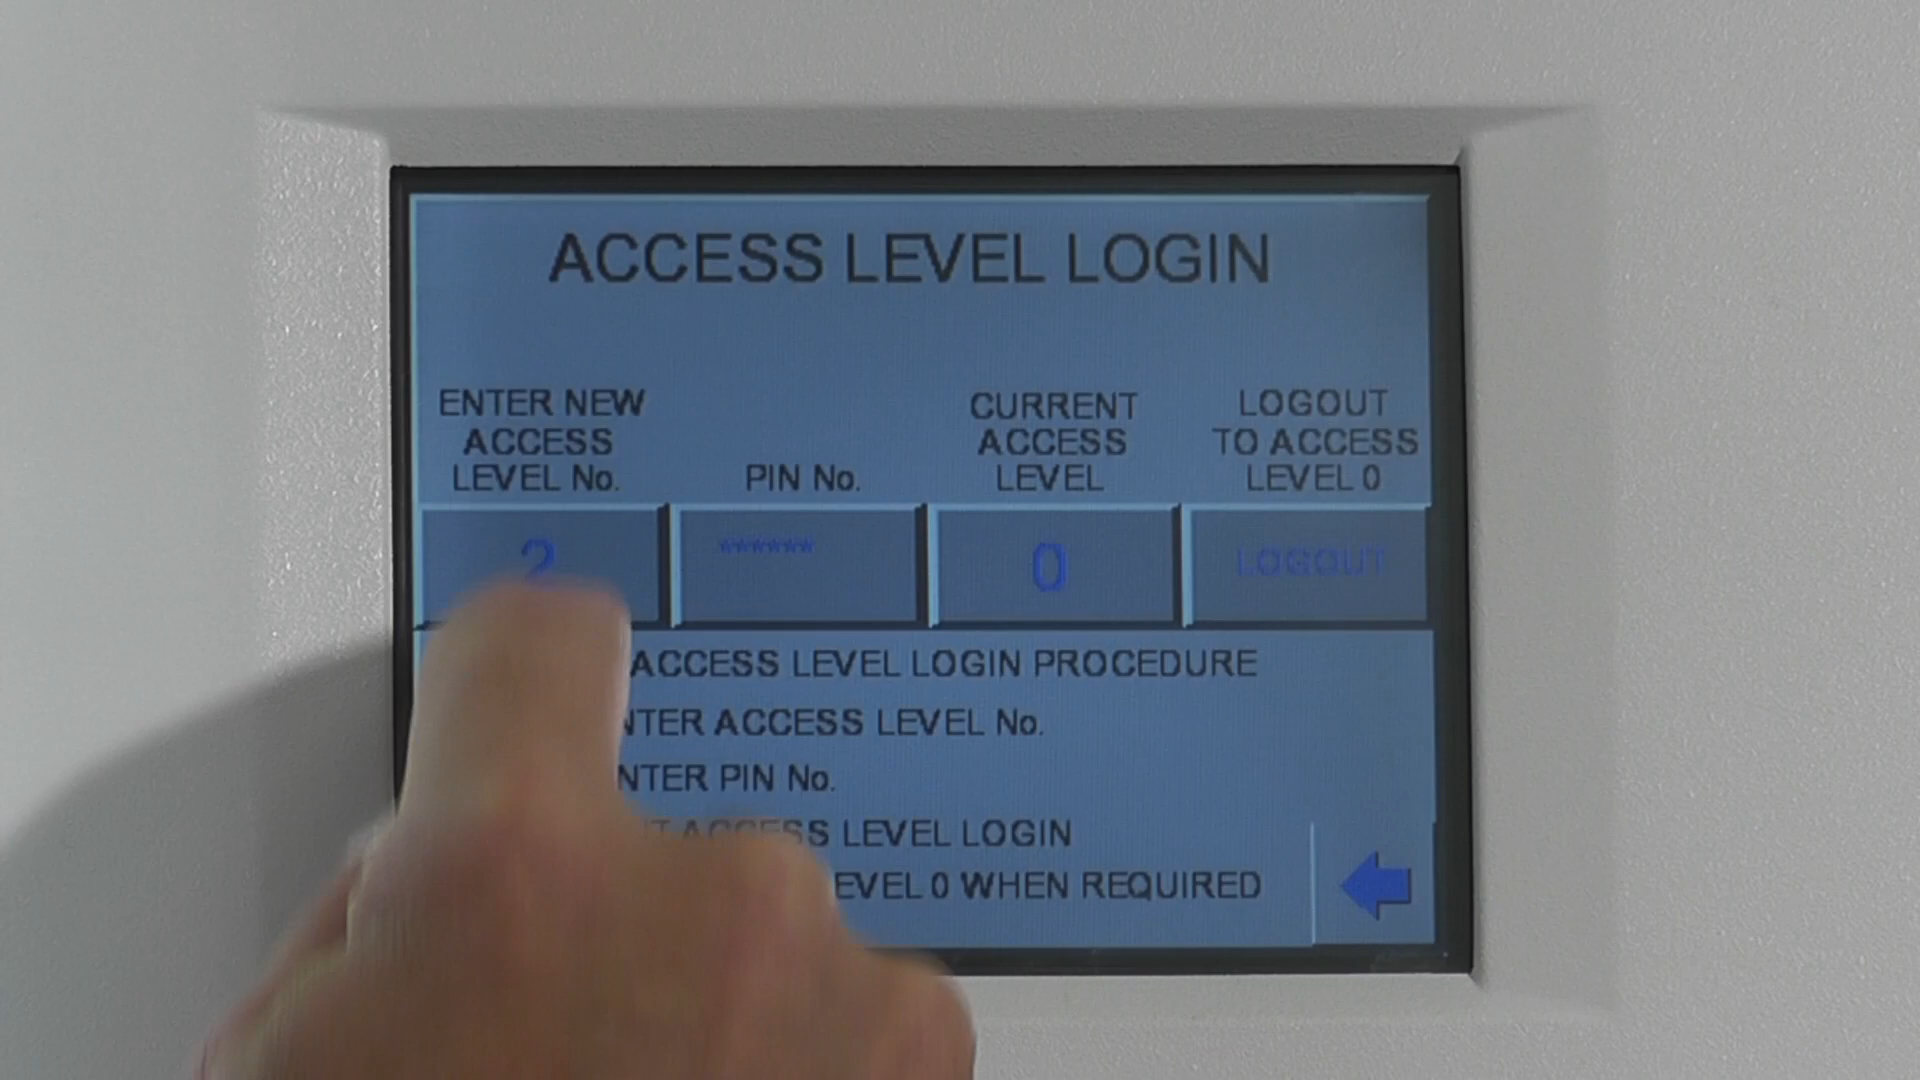 ACCESS LEVEL LOGIN
ENTER NEW
ACCESS
LEVEL No.
PIN No.
CURRENT
ACCESS
LEVEL
LOGOUT
TO ACCESS
LEVEL 0
2
******
0
LOGOUT
ACCESS LEVEL LOGIN PROCEDURE
NTER ACCESS LEVEL No.
NTER PIN No.
ACCESS LEVEL LOGIN
EVEL 0 WHEN REQUIRED